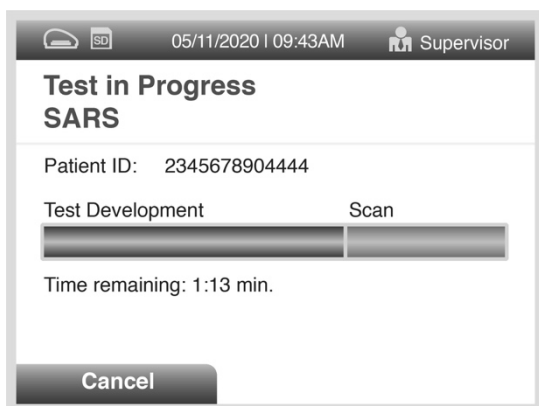 SD 05/11/2020 | 09:43AM Supervisor
Test in Progress
SARS
Patient ID: 2345678904444
Test Development Scan
Time remaining: 1:13 min.
Cancel